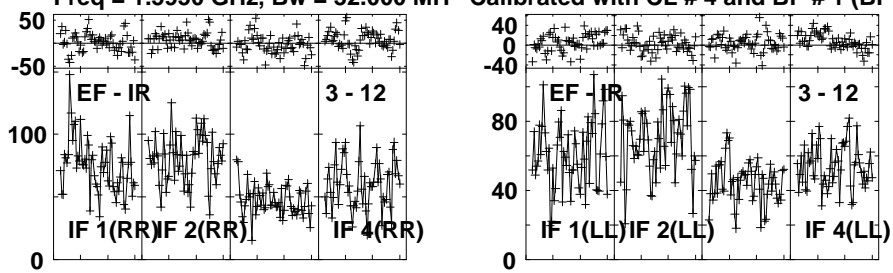 Freq = 1.5950 GHz, Bw = 32.000 MH Calibrated with CL # 4 and BP # 1 (BP
50
-50
40
0
-40
EF - IR
3 - 12
EF - IR
3 - 12
100
0
80
40
0
IF 1(RR)
IF 2(RR)
IF 4(RR)
IF 1(LL)
IF 2(LL)
IF 4(LL)